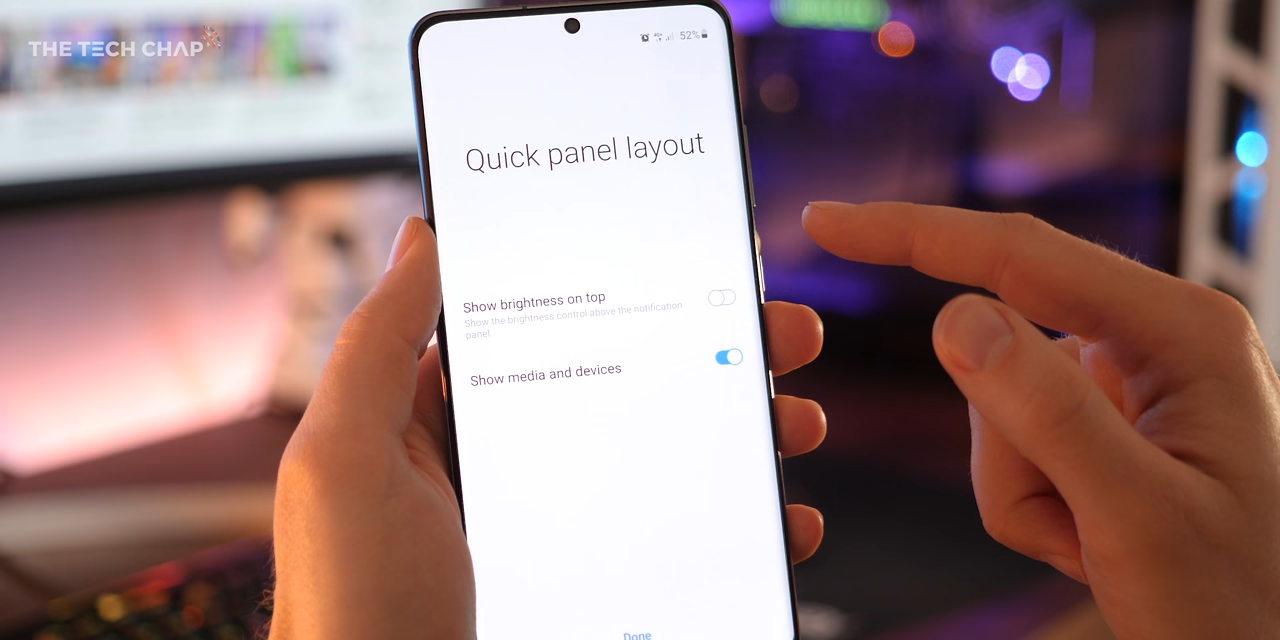 THE TECH CHAP
52%
Quick panel layout
Show brightness on top
Show the brightness control above the notification
panel.
Show media and devices
Done